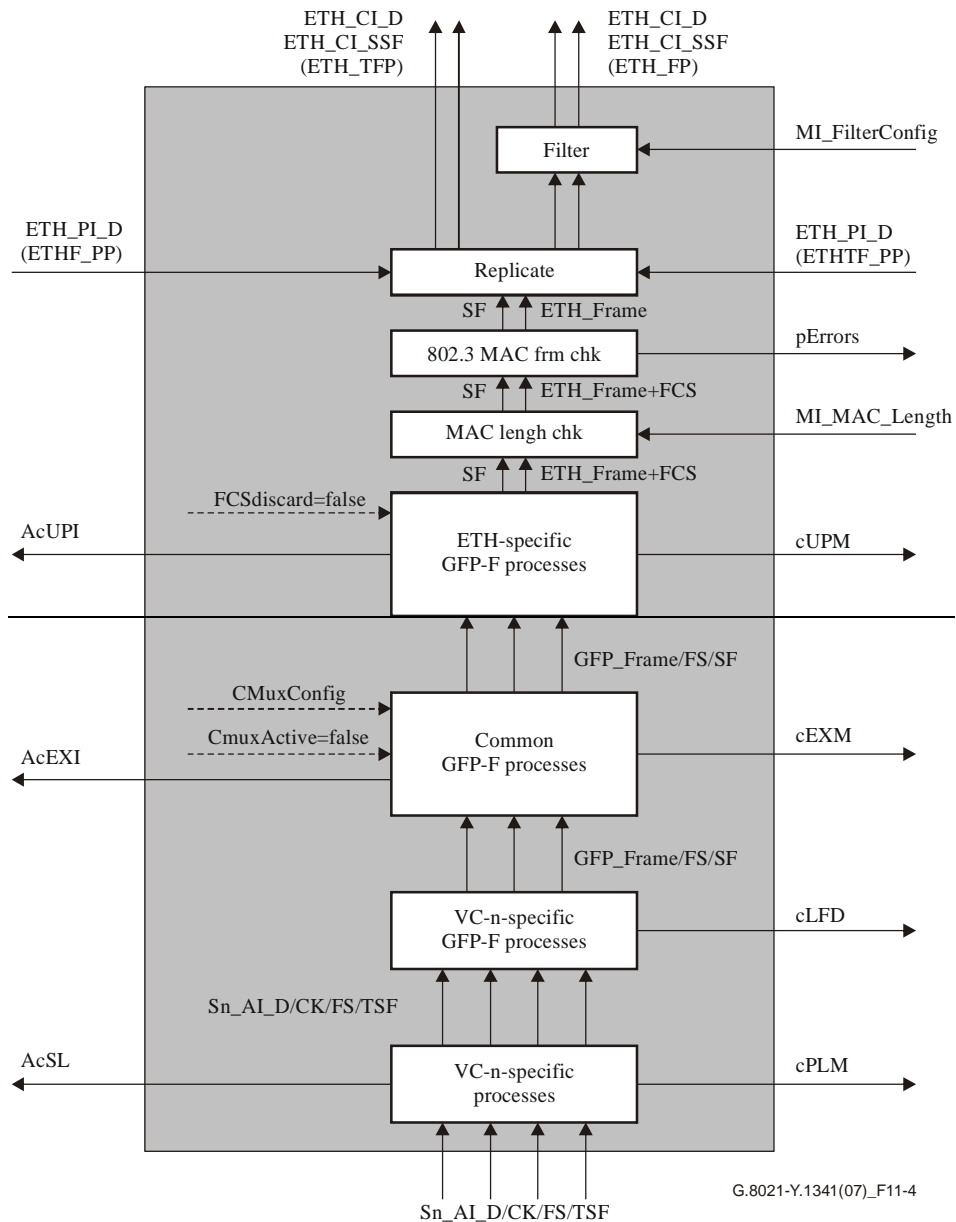 ETH_CI_D
ETH_CI_SSF
(ETH_TFP)
ETH_CI_D
ETH_CI_SSF
(ETH_FP)
Filter
MI_FilterConfig
ETH_PI_D
(ETHF_PP)
Replicate
ETH_PI_D
(ETHTF_PP)
SF
ETH_Frame
802.3 MAC frm chk
pErrors
SF
ETH_Frame+FCS
MAC lengh chk
MI_MAC_Length
SF
ETH_Frame+FCS
FCSdiscard=false
AcUPI
ETH-specific
GFP-F processes
cUPM
GFP_Frame/FS/SF
CMuxConfig
CmuxActive=false
AcEXI
Common
GFP-F processes
cEXM
GFP_Frame/FS/SF
VC-n-specific
GFP-F processes
cLFD
Sn_AI_D/CK/FS/TSF
AcSL
VC-n-specific
processes
cPLM
Sn_AI_D/CK/FS/TSF
G.8021-Y.1341(07)_F11-4